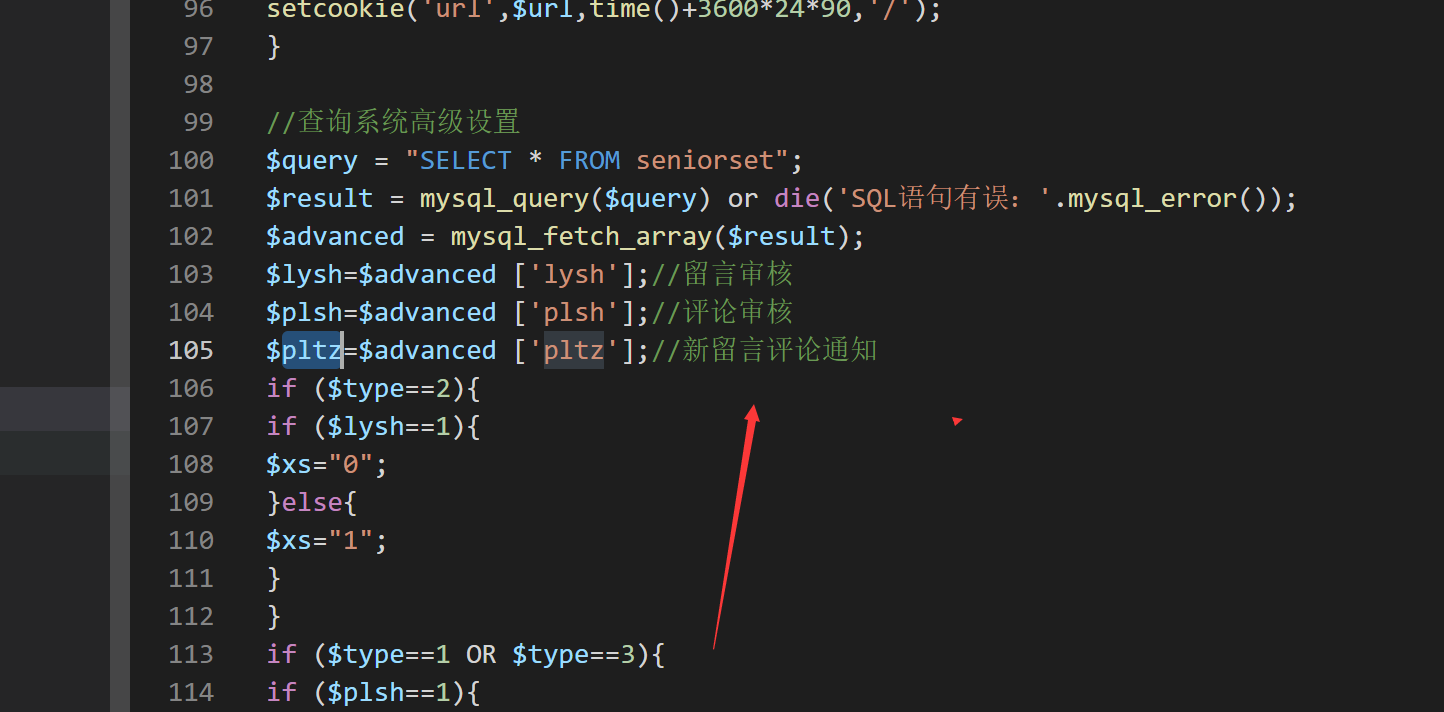 96 setcookie('url',$url,time()+3600*24*90,'/');
97 }
98
99 //查询系统高级设置
100 $query = "SELECT * FROM seniorset";
101 $result = mysql_query($query) or die('SQL语句有误：'.mysql_error());
102 $advanced = mysql_fetch_array($result);
103 $lysh=$advanced ['lysh'];//留言审核
104 $plsh=$advanced ['plsh'];//评论审核
105 $pltz=$advanced ['pltz'];//新留言评论通知
106 if ($type==2){
107 if ($lysh==1){
108 $xs="0";
109 }else{
110 $xs="1";
111 }
112 }
113 if ($type==1 OR $type==3){
114 if ($plsh==1){